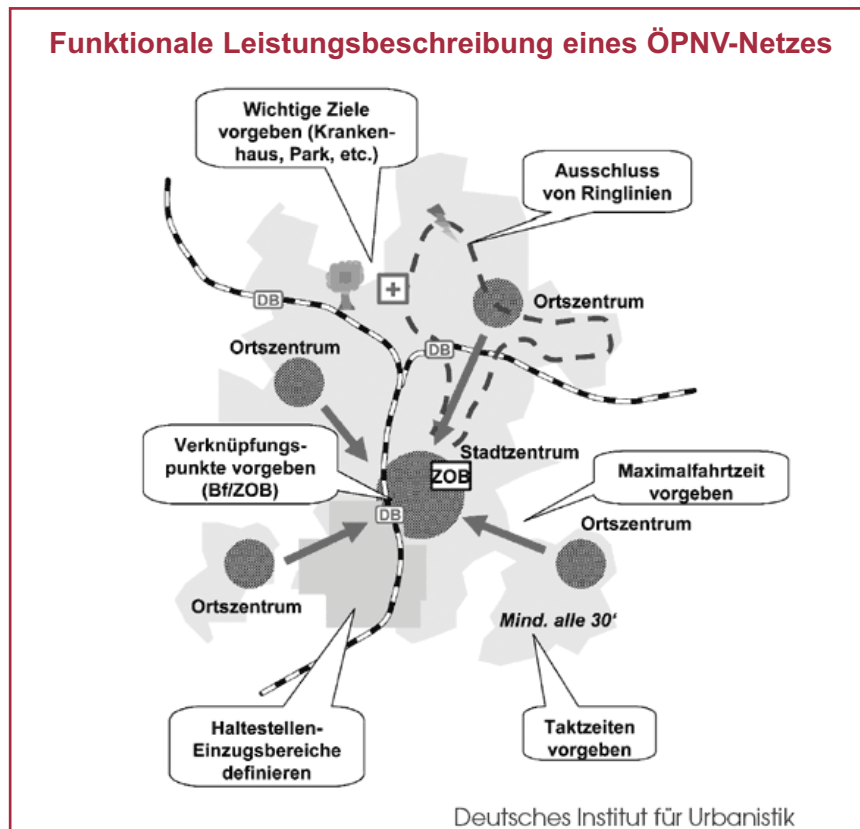 Funktionale Leistungsbeschreibung eines ÖPNV-Netzes
Wichtige Ziele
vorgeben (Kranken-
haus, Park, etc.)
Ausschluss
von Ringlinien
DB
Ortszentrum
DB
Ortszentrum
Verknüpfungs-
punkte vorgeben
(Bf/ZOB)
Stadtzentrum
ZOB
Maximalfahrtzeit
vorgeben
DB
Ortszentrum
Ortszentrum
Mind. alle 30‘
Haltestellen-
Einzugsbereiche
definieren
Taktzeiten
vorgeben
Deutsches Institut für Urbanistik